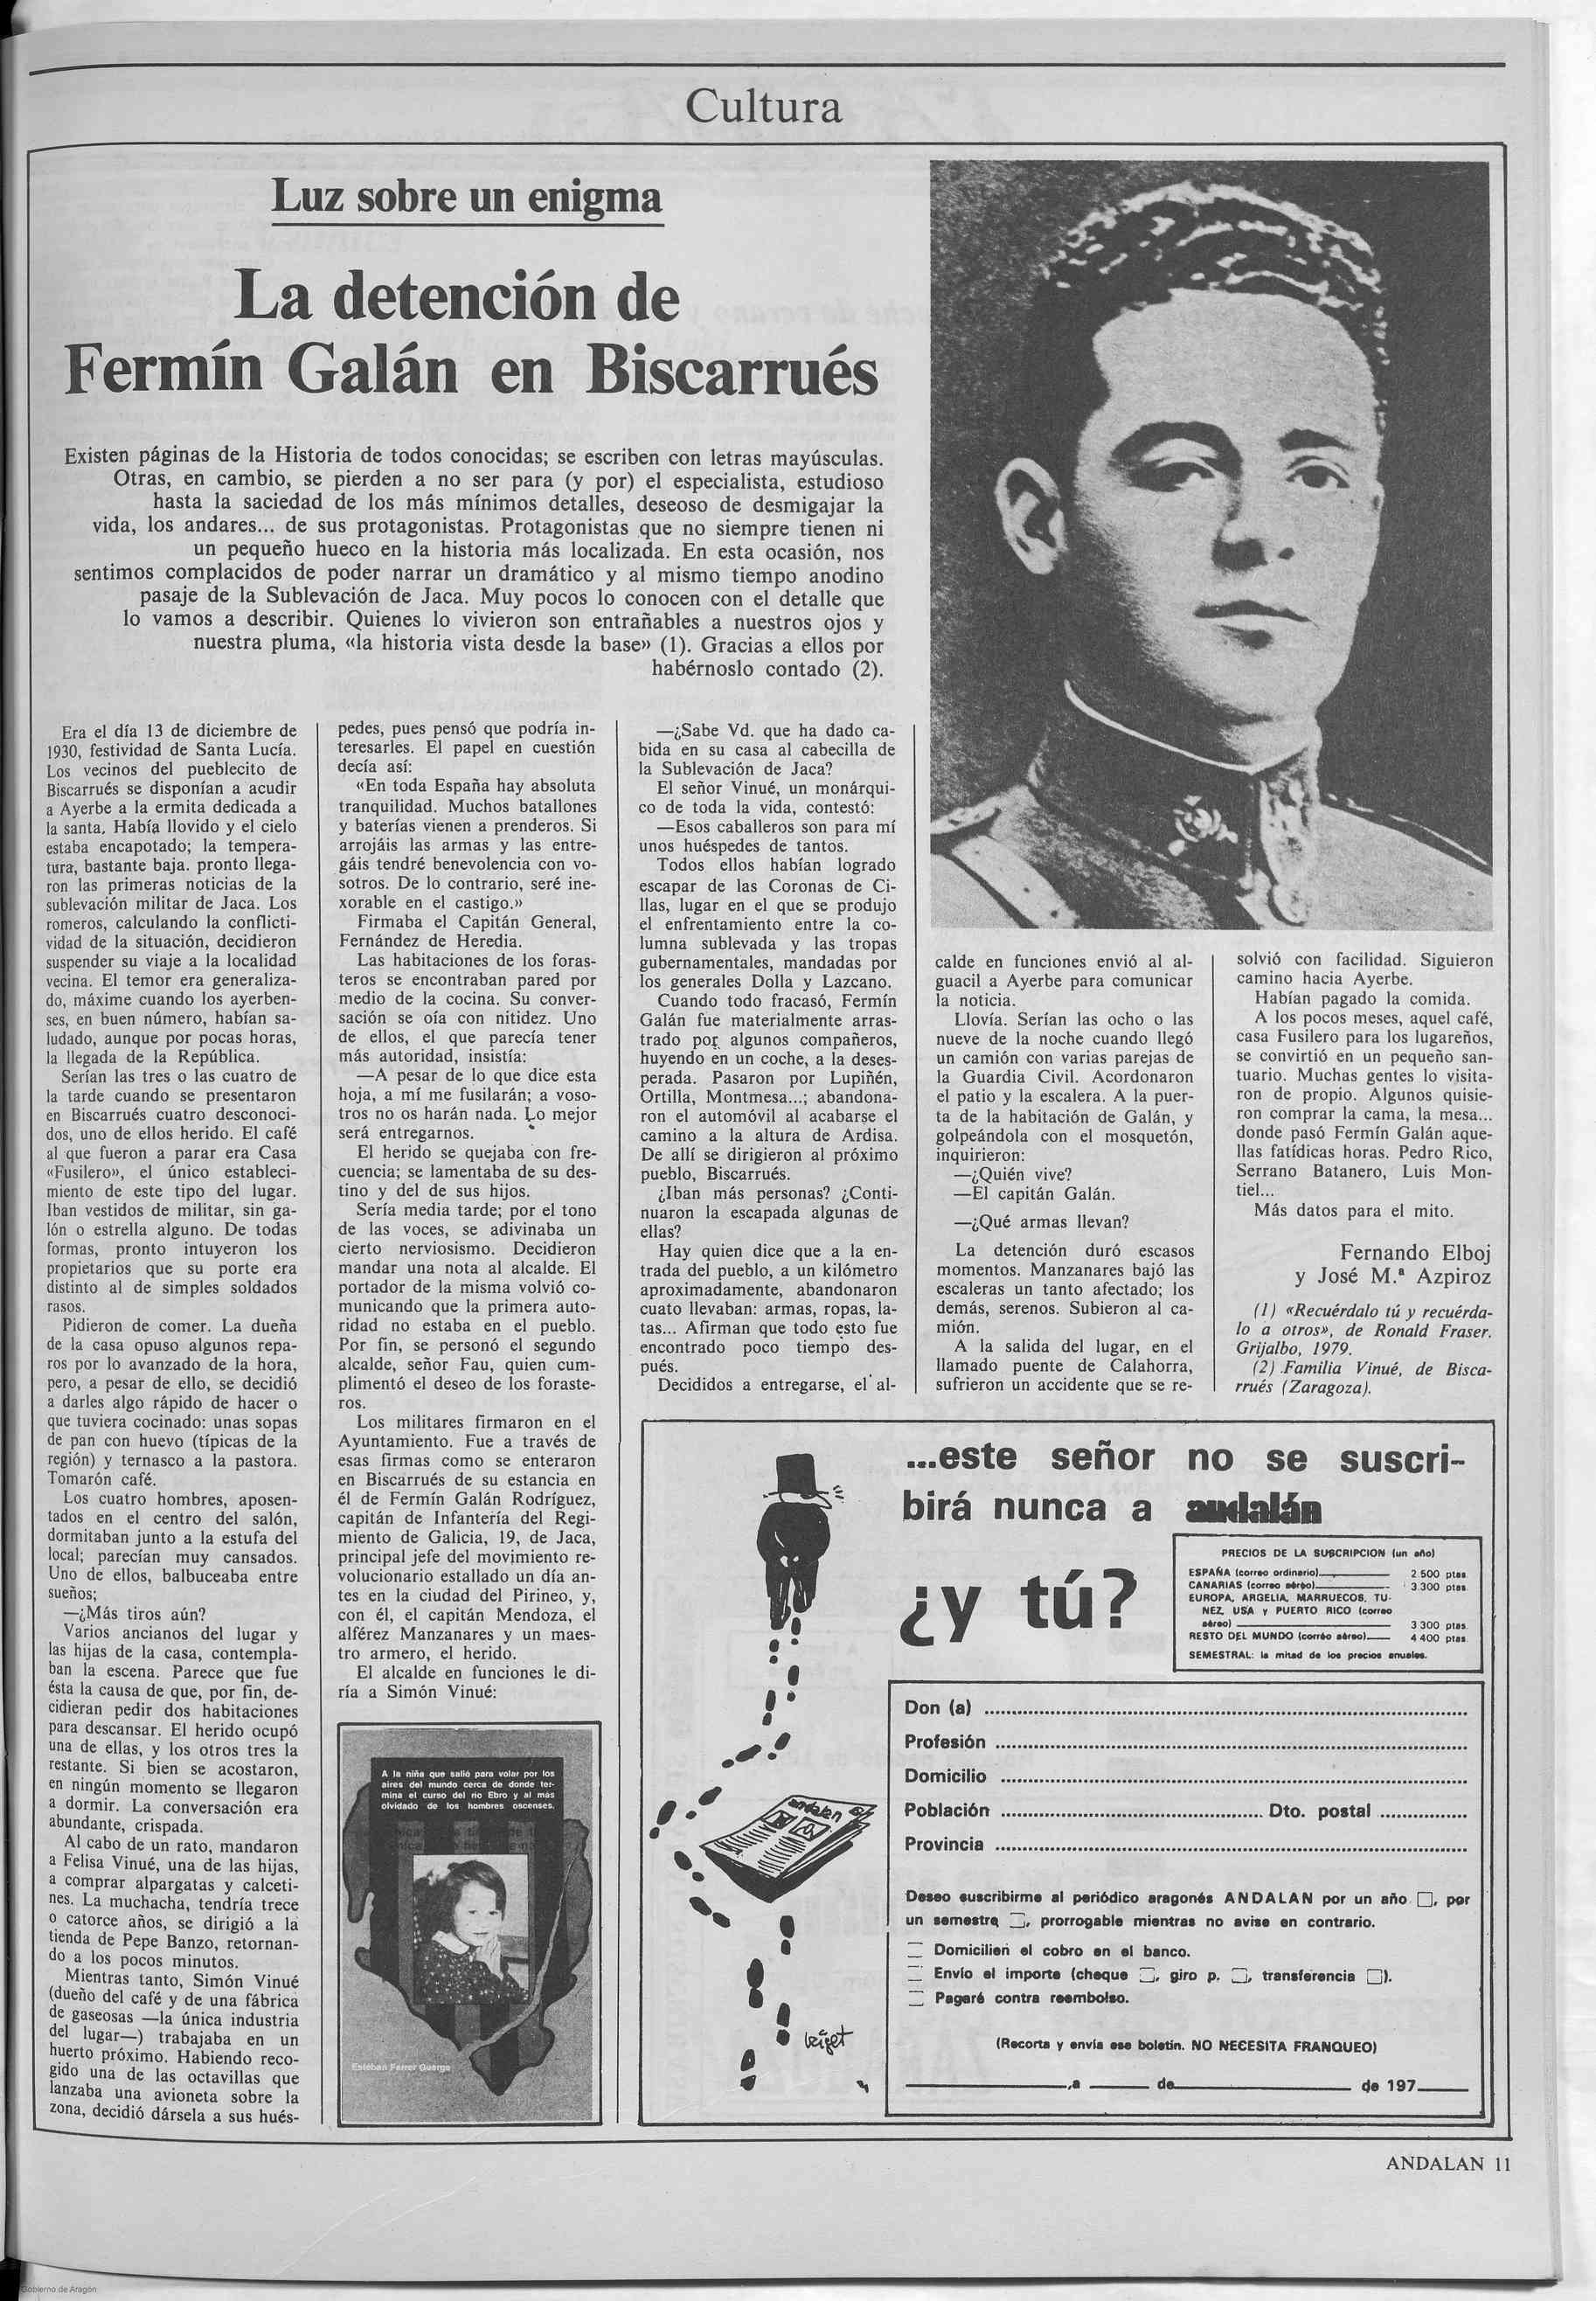 Cultura
Luz sobre un enigma
La detención de
Fermín Galán en Biscarrués
Existen páginas de la Historia de todos conocidas; se escriben con letras mayúsculas.
Otras, en cambio, se pierden a no ser para (y por) el especialista, estudioso
hasta la saciedad de los más mínimos detalles, deseoso de desmigajar la
vida, los andares... de sus protagonistas. Protagonistas que no siempre tienen ni
un pequeño hueco en la historia más localizada. En esta ocasión, nos
sentimos complacidos de poder narrar un dramático y al mismo tiempo anodino
pasaje de la Sublevación de Jaca. Muy pocos lo conocen con el detalle que
lo vamos a describir. Quienes lo vivieron son entrañables a nuestros ojos y
nuestra pluma, «la historia vista desde la base» (1). Gracias a ellos por
habérnoslo contado (2).
Era el día 13 de diciembre de
1930, festividad de Santa Lucía.
Los vecinos del pueblecito de
Biscarrués se disponían a acudir
a Ayerbe a la ermita dedicada a
la santa. Había llovido y el cielo
estaba encapotado; la tempera-
tura, bastante baja. pronto llega-
ron las primeras noticias de la
sublevación militar de Jaca. Los
romeros, calculando la conflicti-
vidad de la situación, decidieron
suspender su viaje a la localidad
vecina. El temor era generaliza-
do, máxime cuando los ayerben-
ses, en buen número, habían sa-
ludado, aunque por pocas horas,
la llegada de la República.
Serían las tres o las cuatro de
la tarde cuando se presentaron
en Biscarrués cuatro desconoci-
dos, uno de ellos herido. El café
al que fueron a parar era Casa
«Fusilero», el único estableci-
miento de este tipo del lugar.
Iban vestidos de militar, sin ga-
lón o estrella alguno. De todas
formas, pronto intuyeron los
propietarios que su porte era
distinto al de simples soldados
rasos.
Pidieron de comer. La dueña
de la casa opuso algunos repa-
ros por lo avanzado de la hora,
pero, a pesar de ello, se decidió
a darles algo rápido de hacer o
que tuviera cocinado: unas sopas
de pan con huevo (típicas de la
región) y ternasco a la pastora.
Tomarón café.
Los cuatro hombres, aposen-
tados en el centro del salón,
dormitaban junto a la estufa del
local; parecían muy cansados.
Uno de ellos, balbuceaba entre
sueños;
—¿Más tiros aún?
Varios ancianos del lugar y
las hijas de la casa, contempla-
ban la escena. Parece que fue
ésta la causa de que, por fin, de-
cidieran pedir dos habitaciones
para descansar. El herido ocupó
una de ellas, y los otros tres la
restante. Si bien se acostaron,
en ningún momento se llegaron
a dormir. La conversación era
abundante, crispada.
Al cabo de un rato, mandaron
a Felisa Vinué, una de las hijas,
a comprar alpargatas y calceti-
nes. La muchacha, tendría trece
o catorce años, se dirigió a la
tienda de Pepe Banzo, retornan-
do a los pocos minutos.
Mientras tanto, Simón Vinué
(dueño del café y de una fábrica
de gaseosas —la única industria
del lugar—) trabajaba en un
huerto próximo. Habiendo reco-
gido una de las octavillas que
lanzaba una avioneta sobre la
zona, decidió dársela a sus hués-
pedes, pues pensó que podría in-
teresarles. El papel en cuestión
decía así:
«En toda España hay absoluta
tranquilidad. Muchos batallones
y baterías vienen a prenderos. Si
arrojáis las armas y las entre-
gáis tendré benevolencia con vo-
sotros. De lo contrario, seré ine-
xorable en el castigo.»
Firmaba el Capitán General,
Fernández de Heredia.
Las habitaciones de los foras-
teros se encontraban pared por
medio de la cocina. Su conver-
sación se oía con nitidez. Uno
de ellos, el que parecía tener
más autoridad, insistía:
—A pesar de lo que dice esta
hoja, a mí me fusilarán; a voso-
tros no os harán nada. Lo mejor
será entregarnos.
El herido se quejaba con fre-
cuencia; se lamentaba de su des-
tino y del de sus hijos.
Sería media tarde; por el tono
de las voces, se adivinaba un
cierto nerviosismo. Decidieron
mandar una nota al alcalde. El
portador de la misma volvió co-
municando que la primera auto-
ridad no estaba en el pueblo.
Por fin, se personó el segundo
alcalde, señor Fau, quien cum-
plimentó el deseo de los foraste-
ros.
Los militares firmaron en el
Ayuntamiento. Fue a través de
esas firmas como se enteraron
en Biscarrués de su estancia en
él de Fermín Galán Rodríguez,
capitán de Infantería del Regi-
miento de Galicia, 19, de Jaca,
principal jefe del movimiento re-
volucionario estallado un día an-
tes en la ciudad del Pirineo, y,
con él, el capitán Mendoza, el
alférez Manzanares y un maes-
tro armero, el herido.
El alcalde en funciones le di-
ría a Simón Vinué:
A la niña que salió para volar por los
aires del mundo cerca de donde ter-
mina el curso del río Ebro y al más
olvidado de los hombres oscenses.
Esteban Ferrer Guarga
—¿Sabe Vd. que ha dado ca-
bida en su casa al cabecilla de
la Sublevación de Jaca?
El señor Vinué, un monárqui-
co de toda la vida, contestó:
—Esos caballeros son para mí
unos huéspedes de tantos.
Todos ellos habían logrado
escapar de las Coronas de Ci-
llas, lugar en el que se produjo
el enfrentamiento entre la co-
lumna sublevada y las tropas
gubernamentales, mandadas por
los generales Dolla y Lazcano.
Cuando todo fracasó, Fermín
Galán fue materialmente arras-
trado por algunos compañeros,
huyendo en un coche, a la deses-
perada. Pasaron por Lupiñén,
Ortilla, Montmesa...; abandona-
ron el automóvil al acabarse el
camino a la altura de Ardisa.
De allí se dirigieron al próximo
pueblo, Biscarrués.
¿Iban más personas? ¿Conti-
nuaron la escapada algunas de
ellas?
Hay quien dice que a la en-
trada del pueblo, a un kilómetro
aproximadamente, abandonaron
cuato llevaban: armas, ropas, la-
tas... Afirman que todo esto fue
encontrado poco tiempo des-
pués.
Decididos a entregarse, el al-
calde en funciones envió al al-
guacil a Ayerbe para comunicar
la noticia.
Llovía. Serían las ocho o las
nueve de la noche cuando llegó
un camión con varias parejas de
la Guardia Civil. Acordonaron
el patio y la escalera. A la puer-
ta de la habitación de Galán, y
golpeándola con el mosquetón,
inquirieron:
—¿Quién vive?
—El capitán Galán.
—¿Qué armas llevan?
La detención duró escasos
momentos. Manzanares bajó las
escaleras un tanto afectado; los
demás, serenos. Subieron al ca-
mión.
A la salida del lugar, en el
llamado puente de Calahorra,
sufrieron un accidente que se re-
solvió con facilidad. Siguieron
camino hacia Ayerbe.
Habían pagado la comida.
A los pocos meses, aquel café,
casa Fusilero para los lugareños,
se convirtió en un pequeño san-
tuario. Muchas gentes lo visita-
ron de propio. Algunos quisie-
ron comprar la cama, la mesa...
donde pasó Fermín Galán aque-
llas fatídicas horas. Pedro Rico,
Serrano Batanero, Luis Mon-
tiel...
Más datos para el mito.
Fernando Elboj
y José M.ª Azpiroz
(1) «Recuérdalo tú y recuérda-
lo a otros», de Ronald Fraser.
Grijalbo, 1979.
(2) Familia Vinué, de Bisca-
rrués (Zaragoza).
...este señor no se suscri-
birá nunca a andalán
¿y tú?
PRECIOS DE LA SUSCRIPCION (un año)
ESPAÑA (correo ordinario) 2 500 ptas.
CANARIAS (correo aéreo) 3.300 ptas.
EUROPA, ARGELIA, MARRUECOS, TU-
NEZ, USA y PUERTO RICO (correo
aéreo) 3 300 ptas.
RESTO DEL MUNDO (correo aéreo) 4 400 ptas.
SEMESTRAL: la mitad de los precios anuales.
andalan
Don (a)
Profesión
Domicilio
Población Dto. postal
Provincia
Deseo suscribirme al periódico aragonés ANDALAN por un año, por
un semestre, prorrogable mientras no avise en contrario.
Domicilien el cobro en el banco.
Envío el importe (cheque, giro p., transferencia).
Pagaré contra reembolso.
(Recorta y envía ese boletín. NO NECESITA FRANQUEO)
,a de de 197
ANDALAN 11
Gobierno de Aragón